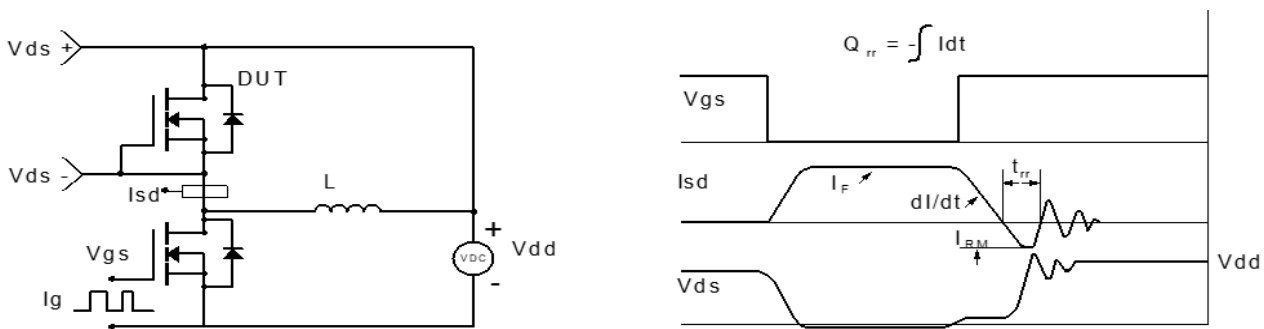 Vds +
DUT
Vds -
Isd
L
Vgs
Ig
VDC
+
-
Vdd
Q rr = -∫ Idt
Vgs
Isd
I F
dI/dt
t rr
I RM
Vds
Vdd